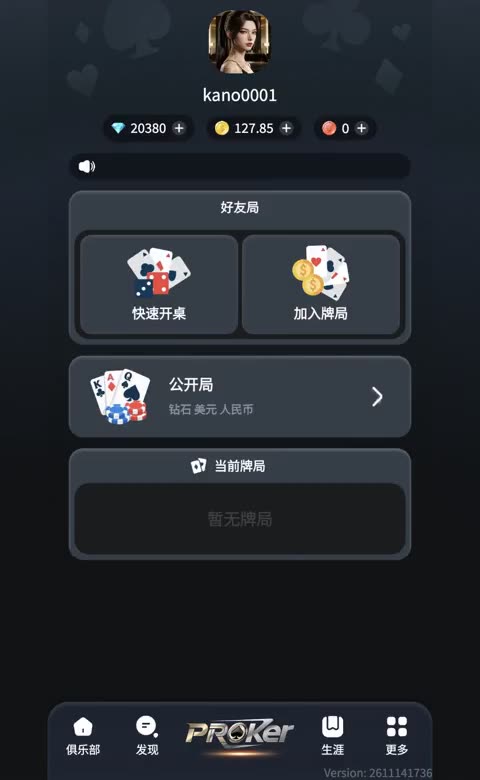 kano0001
20380 127.85 0
好友局
快速开桌 加入牌局
K A Q
公开局
钻石 美元 人民币
当前牌局
暂无牌局
PROKer
俱乐部 发现 生涯 更多
Version: 2611141736